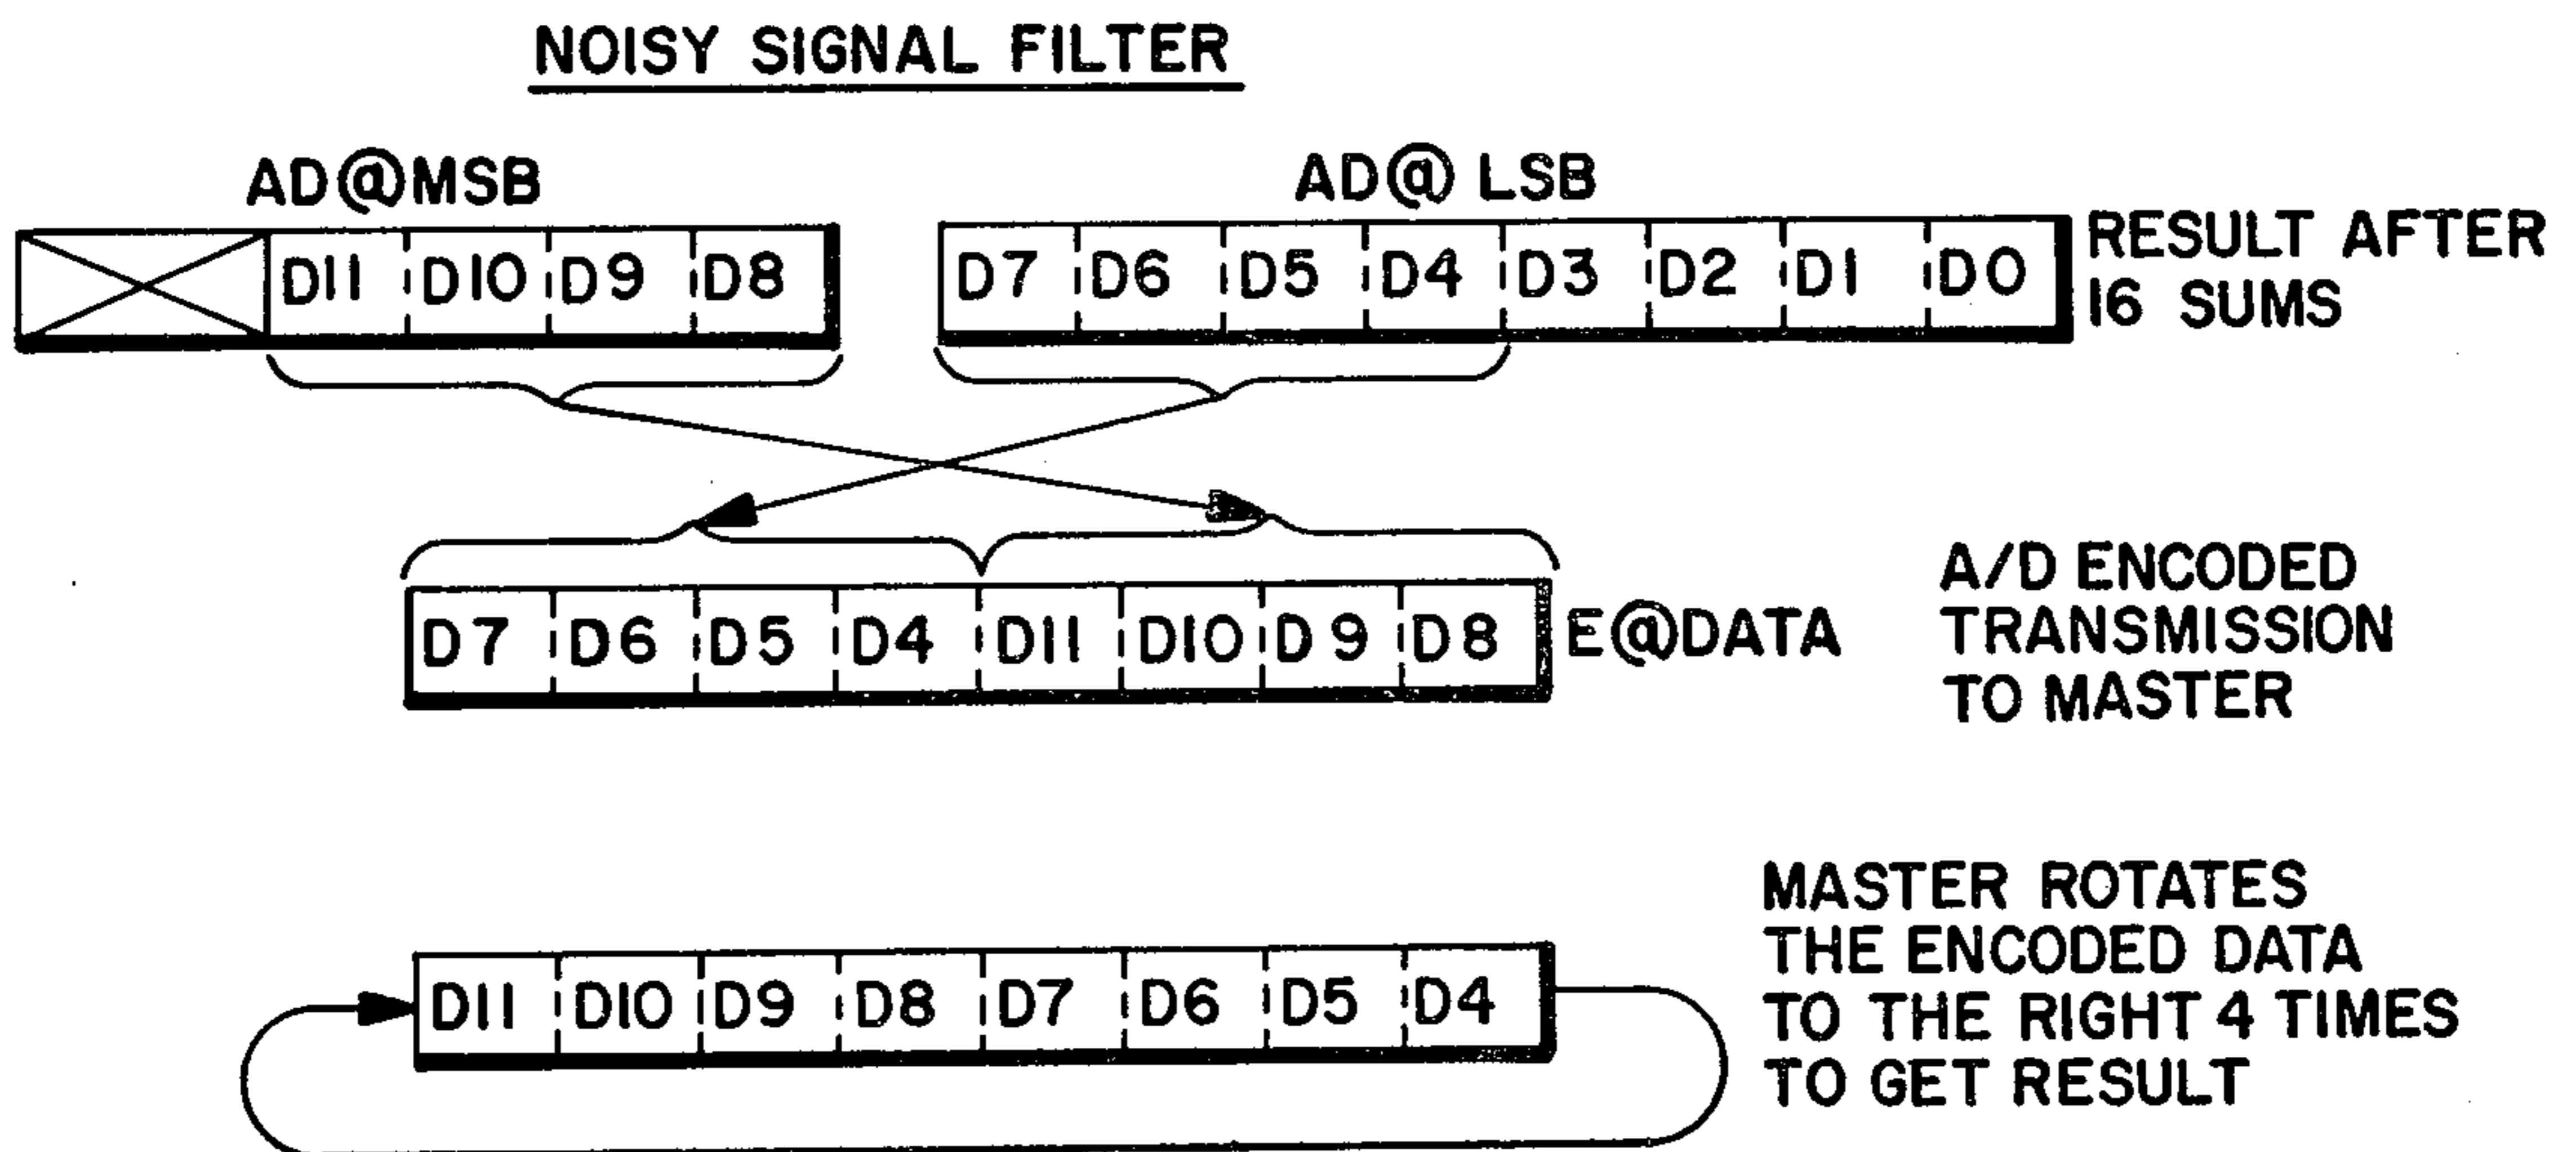 NOISY SIGNAL FILTER
AD@MSB
AD@ LSB
D11 D10 D9 D8
D7 D6 D5 D4 D3 D2 D1 D0
RESULT AFTER
16 SUMS
D7 D6 D5 D4 D11 D10 D9 D8
E@DATA
A/D ENCODED
TRANSMISSION
TO MASTER
D11 D10 D9 D8 D7 D6 D5 D4
MASTER ROTATES
THE ENCODED DATA
TO THE RIGHT 4 TIMES
TO GET RESULT